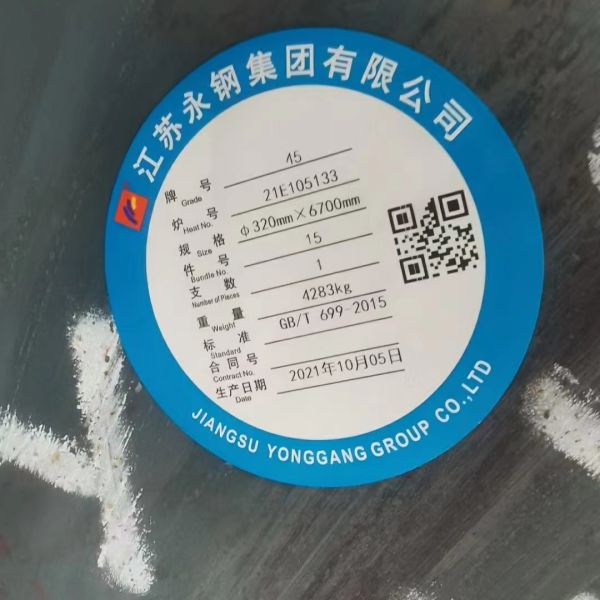 江苏永钢集团有限公司
牌号 45
Grade
炉号 21E105133
Heat No.
规格 φ320mm×6700mm
Size
件号 15
Bundle No.
支数 1
Number of Pieces
重量 4283kg
Weight
标准 GB/T 699-2015
Standard
合同号
Contract No.
生产日期 2021年10月05日
Date
JIANGSU YONGGANG GROUP CO.,LTD